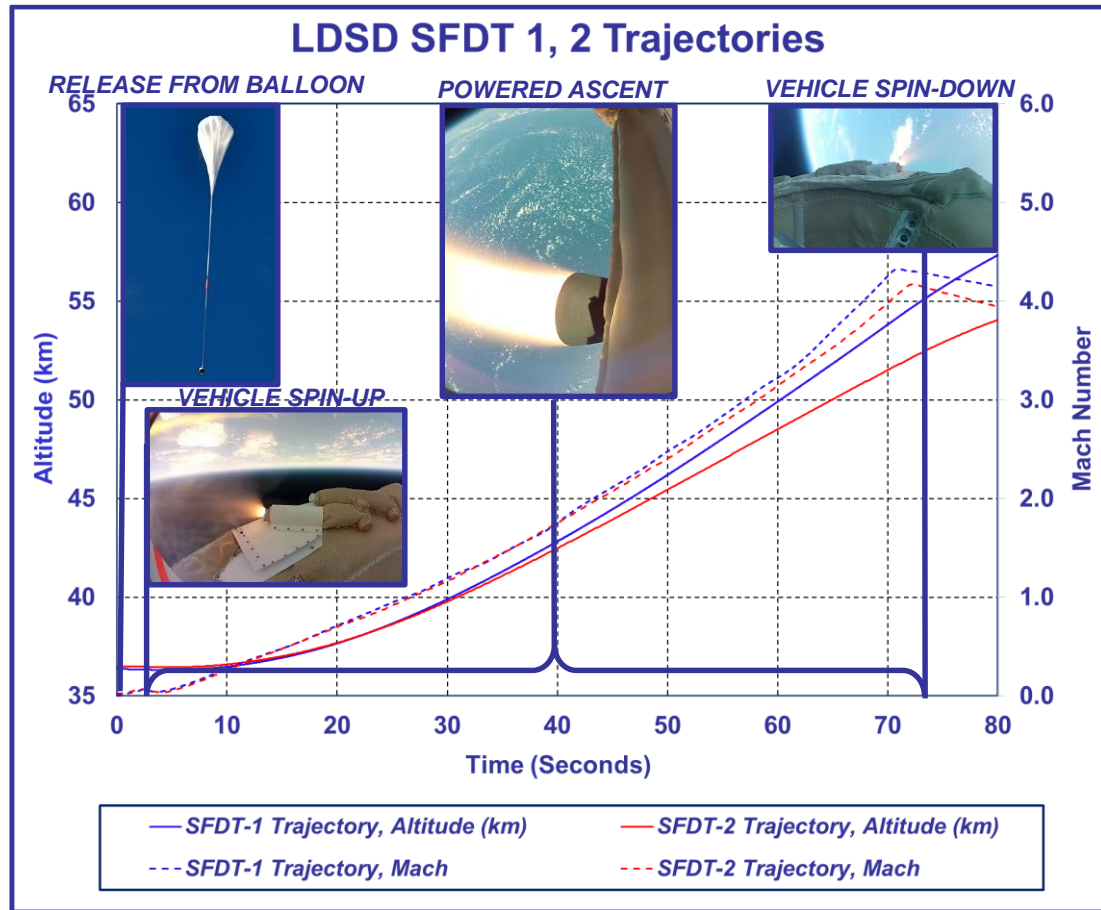 LDSD SFDT 1, 2 Trajectories
RELEASE FROM BALLOON
POWERED ASCENT
VEHICLE SPIN-DOWN
VEHICLE SPIN-UP
65
60
55
50
45
40
35
Altitude (km)
6.0
5.0
4.0
3.0
2.0
1.0
0.0
Mach Number
0 10 20 30 40 50 60 70 80
Time (Seconds)
SFDT-1 Trajectory, Altitude (km)
SFDT-2 Trajectory, Altitude (km)
SFDT-1 Trajectory, Mach
SFDT-2 Trajectory, Mach